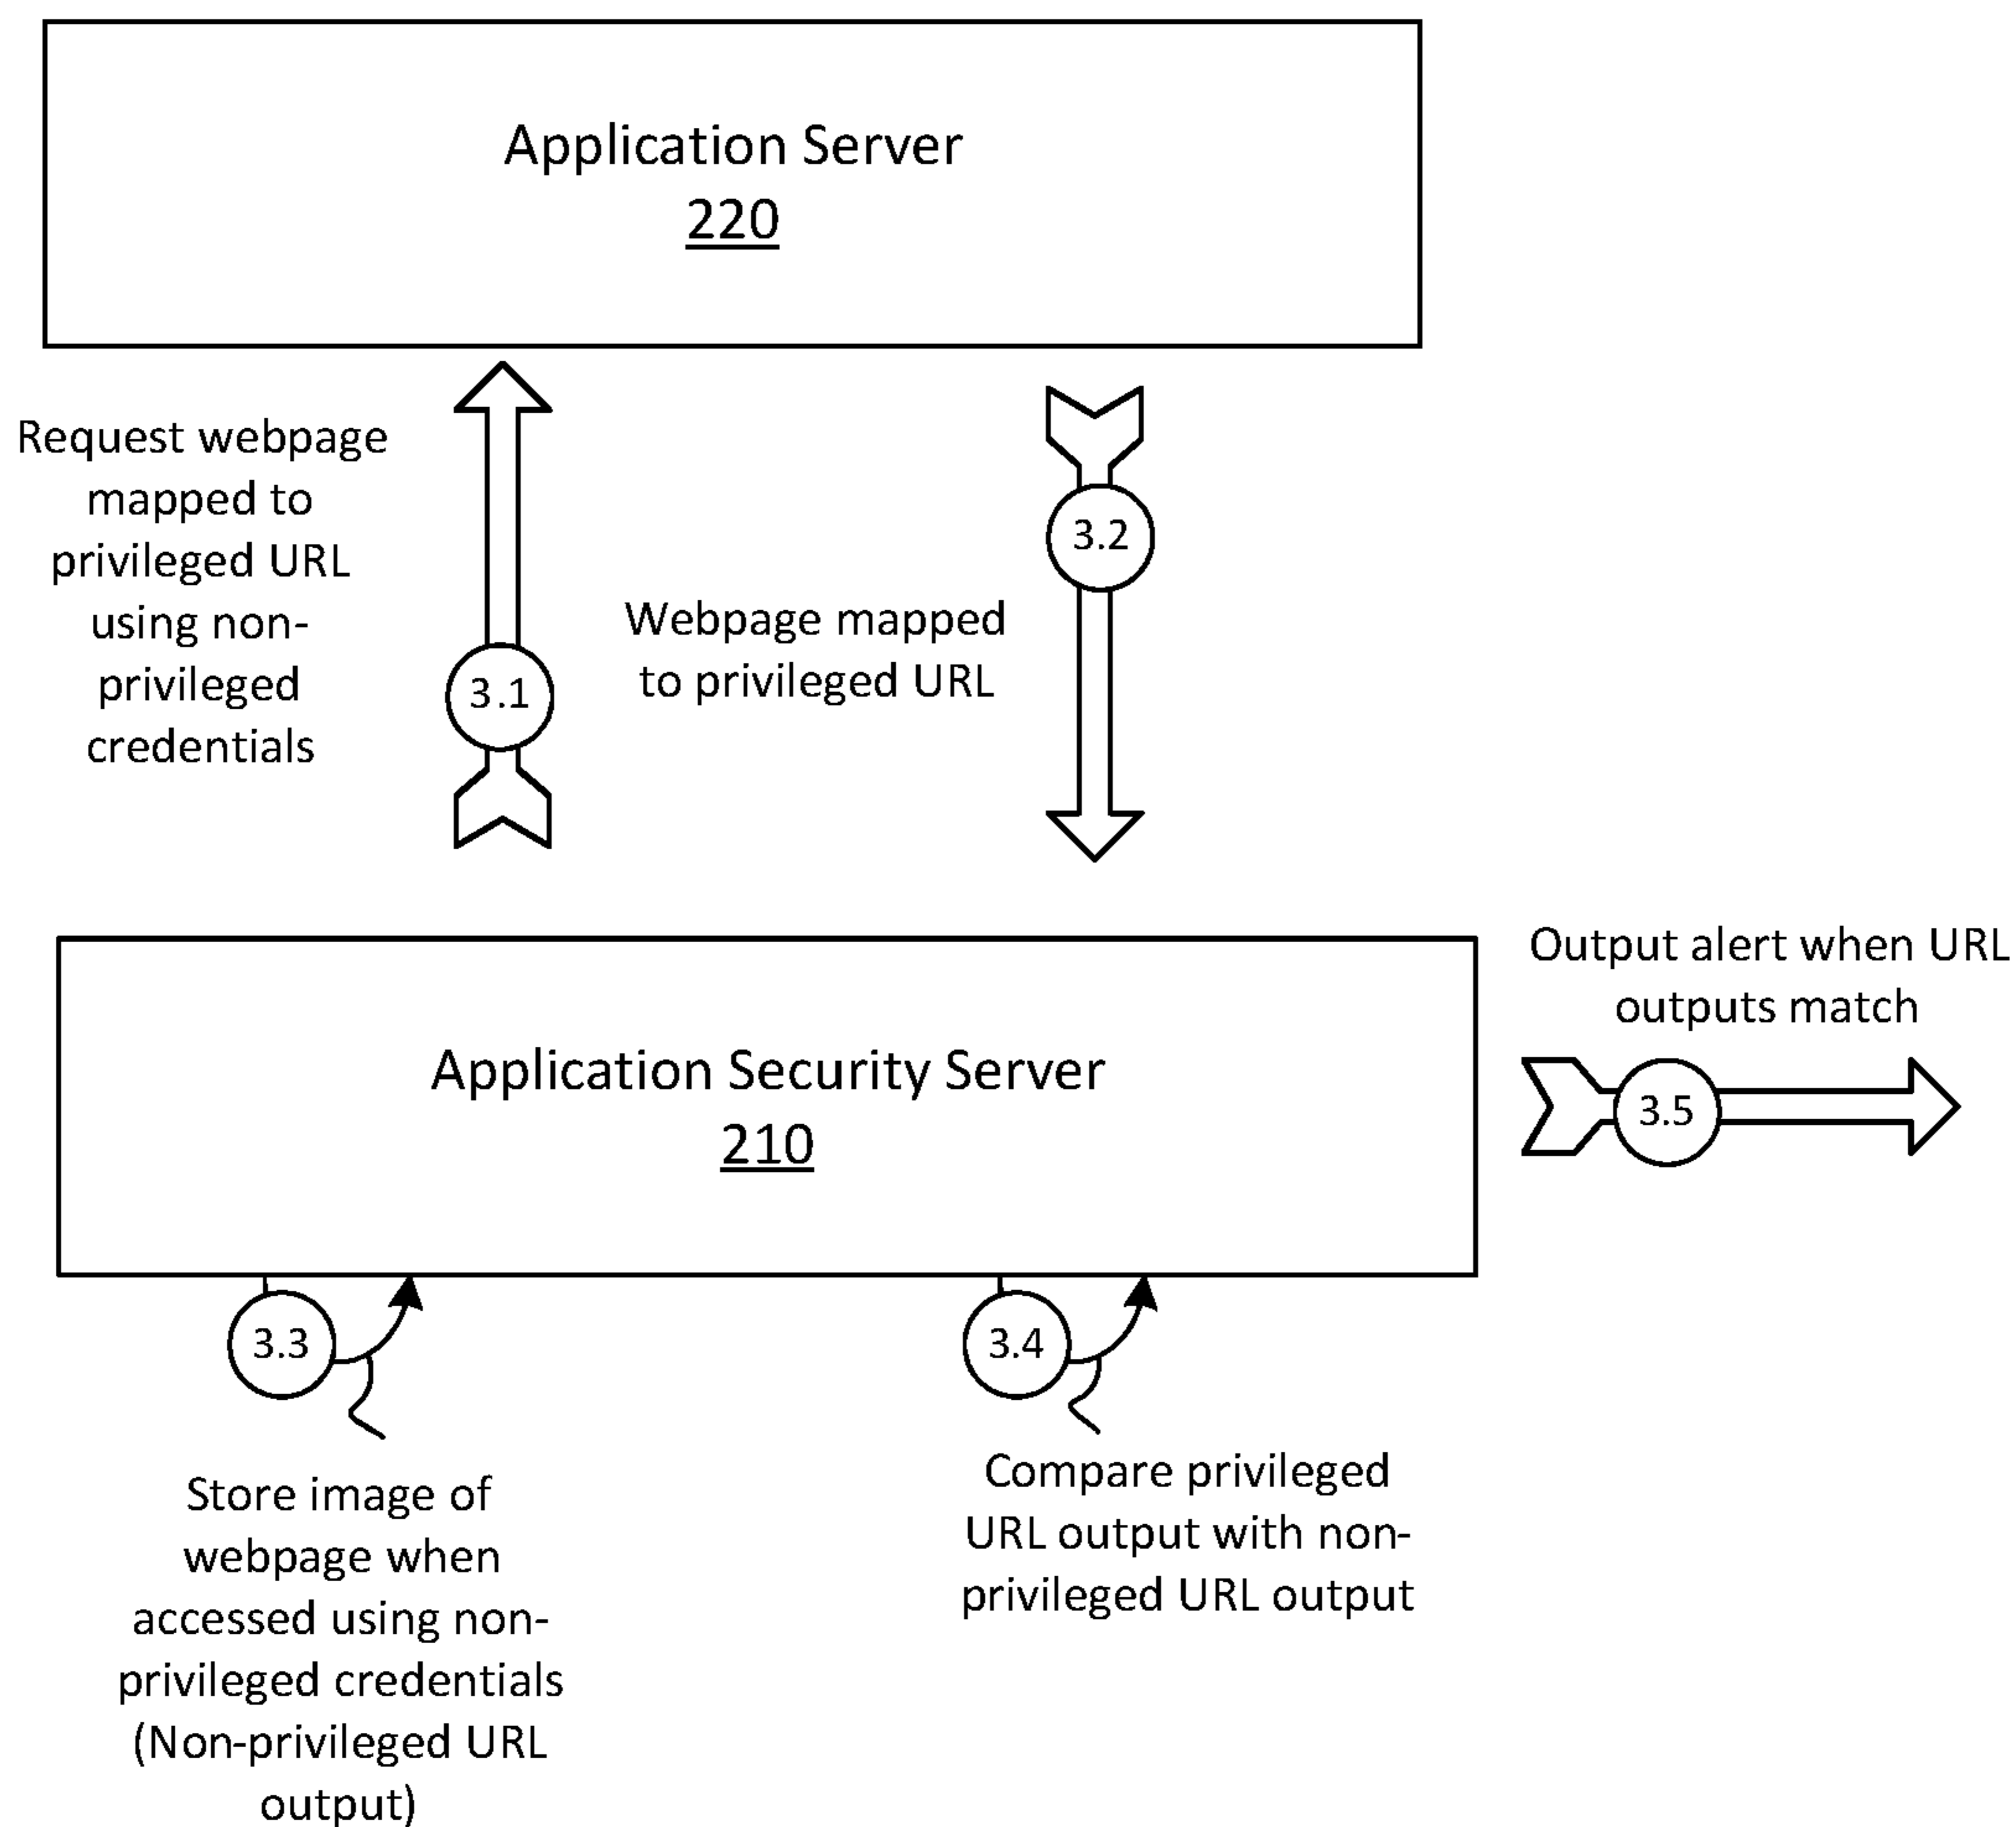 Application Server
220
Request webpage
mapped to
privileged URL
using non-
privileged
credentials
3.1
3.2
Webpage mapped
to privileged URL
Application Security Server
210
Output alert when URL
outputs match
3.5
3.3
Store image of
webpage when
accessed using non-
privileged credentials
(Non-privileged URL
output)
3.4
Compare privileged
URL output with non-
privileged URL output